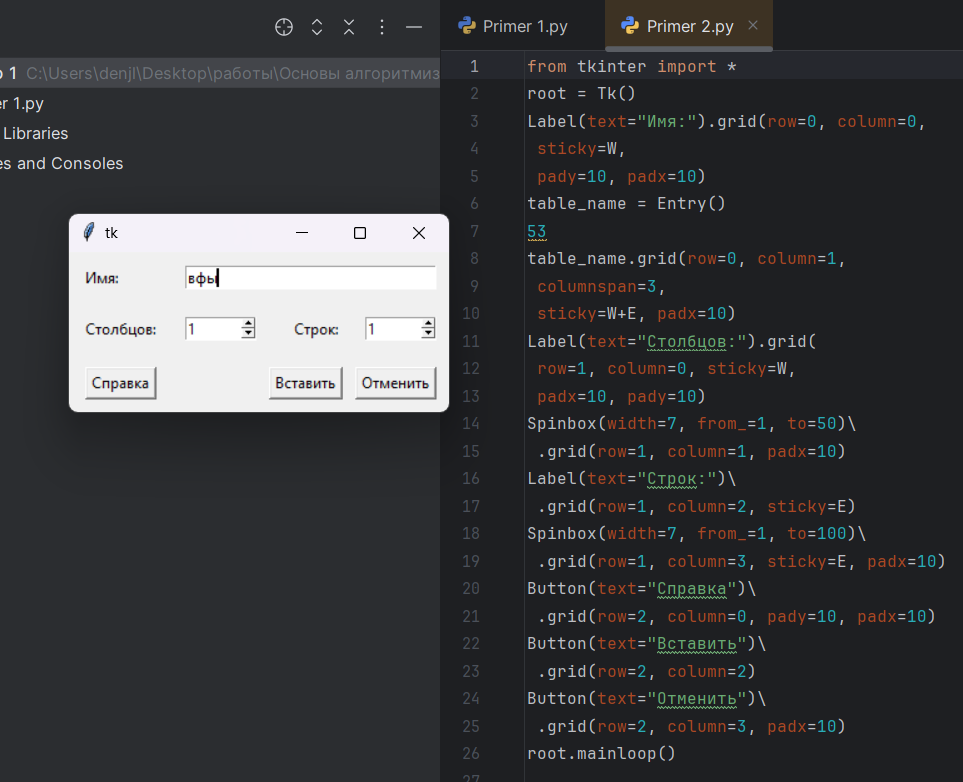 Primer 1.py
Primer 2.py
1 C:\Users\denjl\Desktop\работы\Основы алгоритмиз
1.py
Libraries
and Consoles
tk
Имя:
вфы
Столбцов:
1
Строк:
1
Справка
Вставить
Отменить
1 from tkinter import *
2 root = Tk()
3 Label(text="Имя:").grid(row=0, column=0,
4 sticky=W,
5 pady=10, padx=10)
6 table_name = Entry()
7 53
8 table_name.grid(row=0, column=1,
9 columnspan=3,
10 sticky=W+E, padx=10)
11 Label(text="Столбцов:").grid(
12 row=1, column=0, sticky=W,
13 padx=10, pady=10)
14 Spinbox(width=7, from_=1, to=50)\
15 .grid(row=1, column=1, padx=10)
16 Label(text="Строк:")\
17 .grid(row=1, column=2, sticky=E)
18 Spinbox(width=7, from_=1, to=100)\
19 .grid(row=1, column=3, sticky=E, padx=10)
20 Button(text="Справка")\
21 .grid(row=2, column=0, pady=10, padx=10)
22 Button(text="Вставить")\
23 .grid(row=2, column=2)
24 Button(text="Отменить")\
25 .grid(row=2, column=3, padx=10)
26 root.mainloop()
27